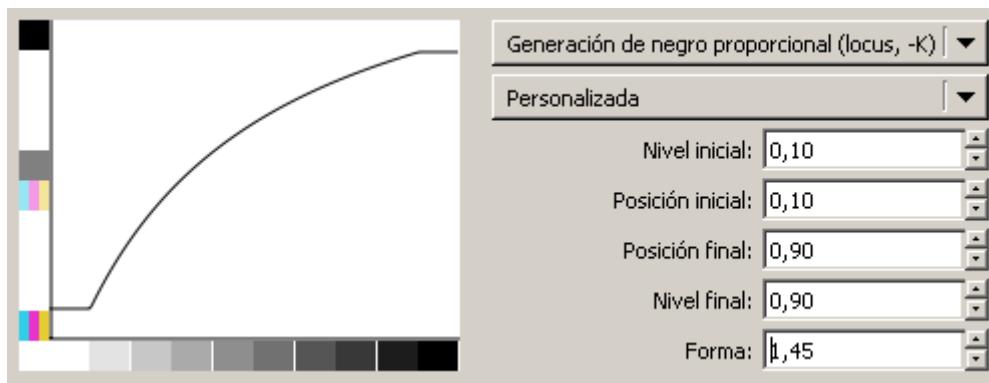 Generación de negro proporcional (locus, -K)
Personalizada
Nivel inicial: 0,10
Posición inicial: 0,10
Posición final: 0,90
Nivel final: 0,90
Forma: 1,45